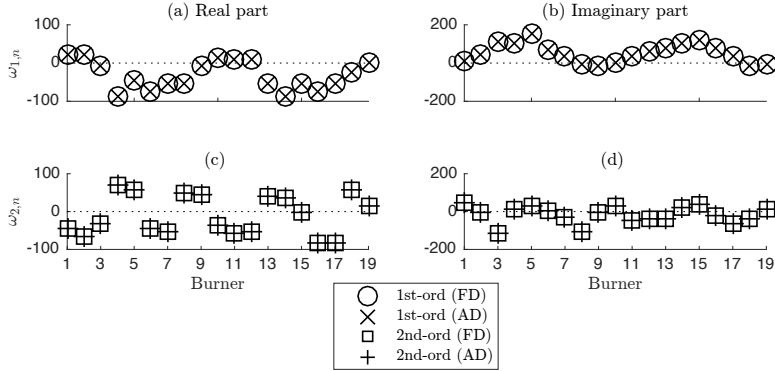 (a) Real part
(b) Imaginary part
100
0
-100
ω1,n
200
0
-200
(c)
(d)
100
0
-100
ω2,n
200
0
-200
1 3 5 7 9 11 13 15 17 19
1 3 5 7 9 11 13 15 17 19
Burner
Burner
1st-ord (FD)
1st-ord (AD)
2nd-ord (FD)
2nd-ord (AD)